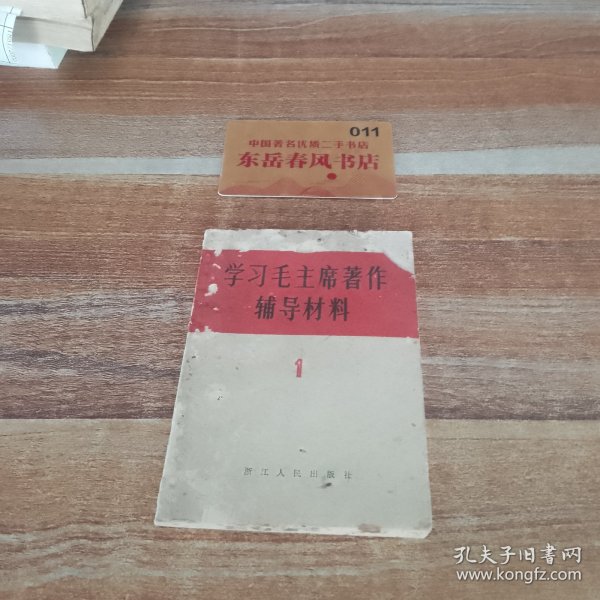 011
中国著名优质二手书店
东岳春风书店
学习毛主席著作
辅导材料
1
浙江人民出版社
孔夫子旧书网
www.kongfz.com